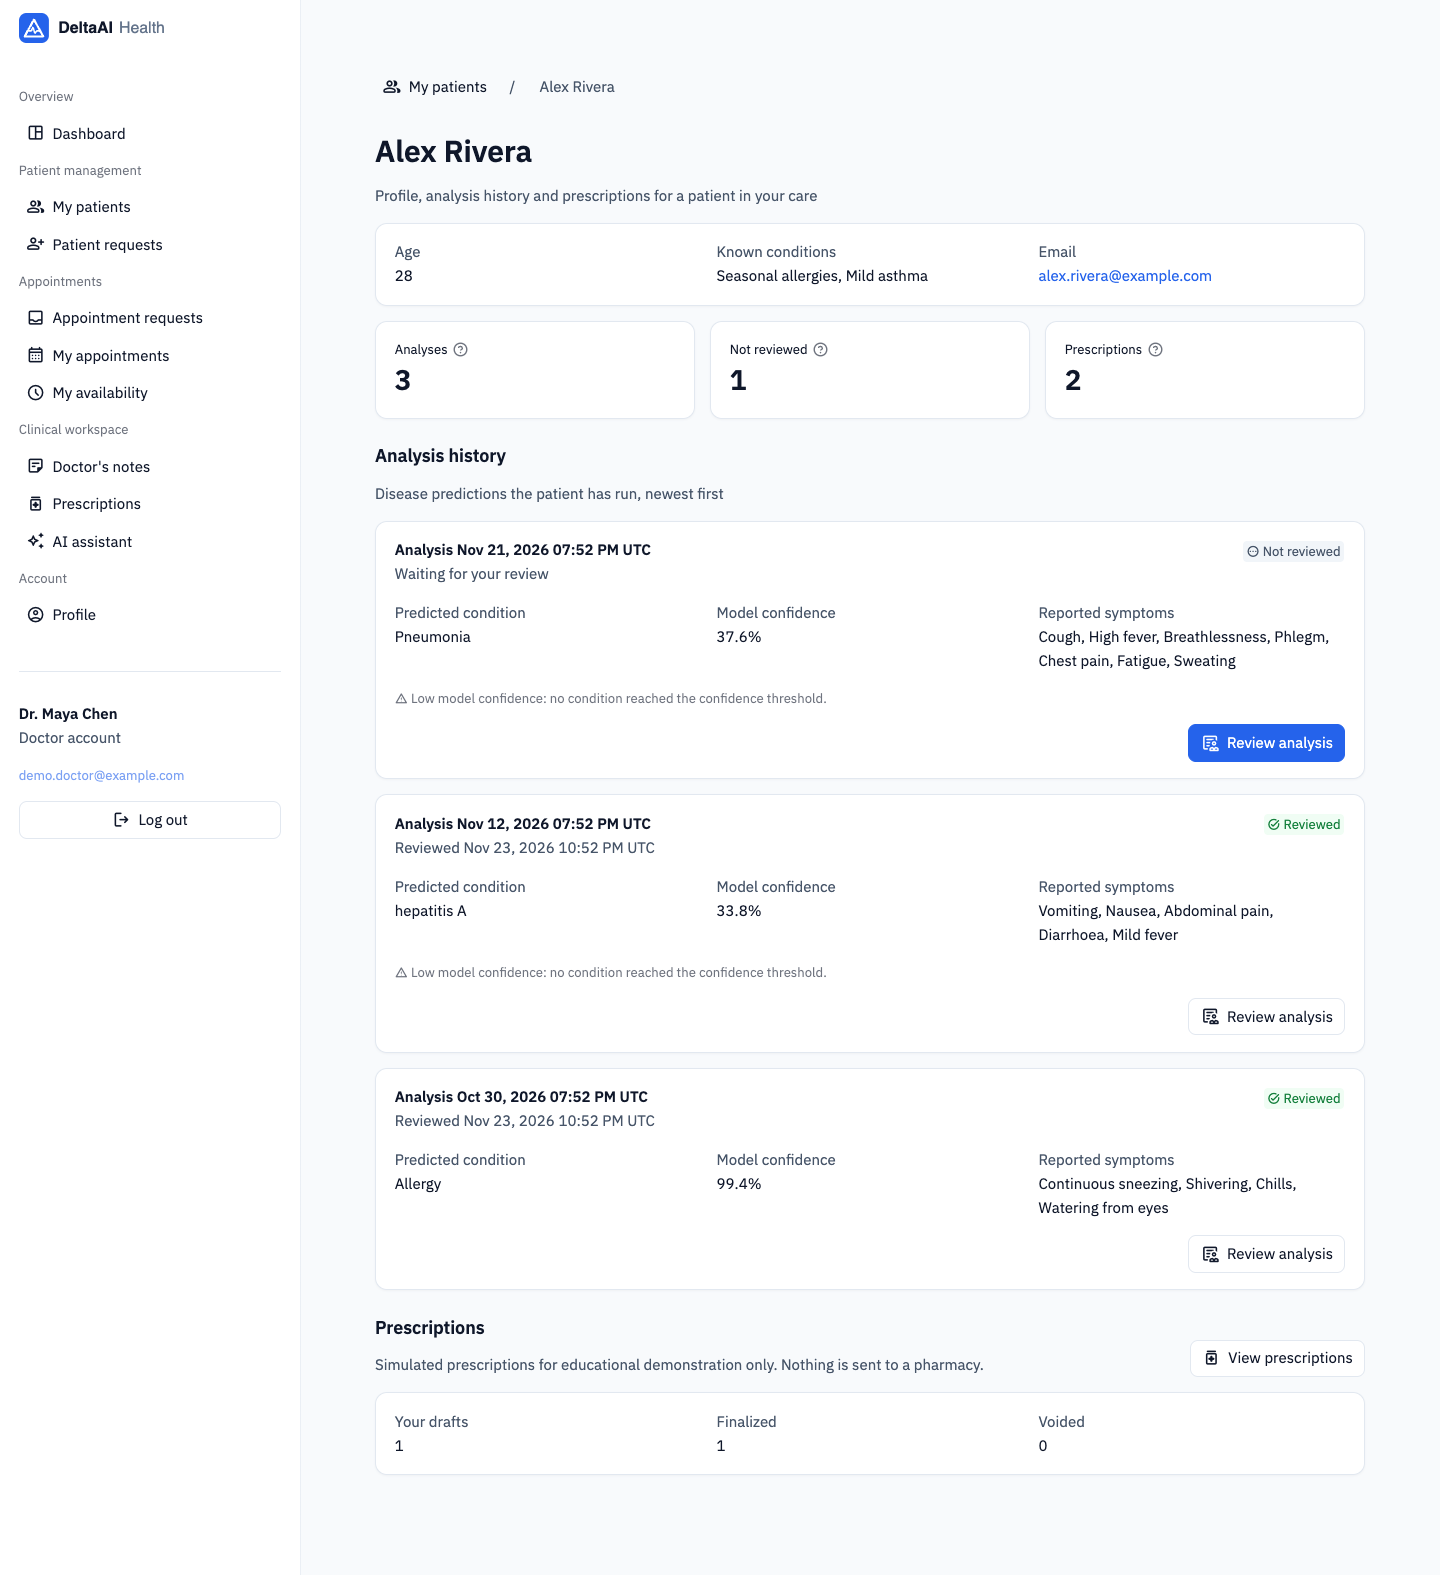 DeltaAI Health
Overview
Dashboard
Patient management
My patients
Patient requests
Appointments
Appointment requests
My appointments
My availability
Clinical workspace
Doctor's notes
Prescriptions
AI assistant
Account
Profile
Dr. Maya Chen
Doctor account
demo.doctor@example.com
Log out
My patients / Alex Rivera
Alex Rivera
Profile, analysis history and prescriptions for a patient in your care
Age
28
Known conditions
Seasonal allergies, Mild asthma
Email
alex.rivera@example.com
Analyses
3
Not reviewed
1
Prescriptions
2
Analysis history
Disease predictions the patient has run, newest first
Analysis Nov 21, 2026 07:52 PM UTC
Not reviewed
Waiting for your review
Predicted condition
Pneumonia
Model confidence
37.6%
Reported symptoms
Cough, High fever, Breathlessness, Phlegm,
Chest pain, Fatigue, Sweating
Low model confidence: no condition reached the confidence threshold.
Review analysis
Analysis Nov 12, 2026 07:52 PM UTC
Reviewed
Reviewed Nov 23, 2026 10:52 PM UTC
Predicted condition
hepatitis A
Model confidence
33.8%
Reported symptoms
Vomiting, Nausea, Abdominal pain,
Diarrhoea, Mild fever
Low model confidence: no condition reached the confidence threshold.
Review analysis
Analysis Oct 30, 2026 07:52 PM UTC
Reviewed
Reviewed Nov 23, 2026 10:52 PM UTC
Predicted condition
Allergy
Model confidence
99.4%
Reported symptoms
Continuous sneezing, Shivering, Chills,
Watering from eyes
Review analysis
Prescriptions
Simulated prescriptions for educational demonstration only. Nothing is sent to a pharmacy.
View prescriptions
Your drafts
1
Finalized
1
Voided
0